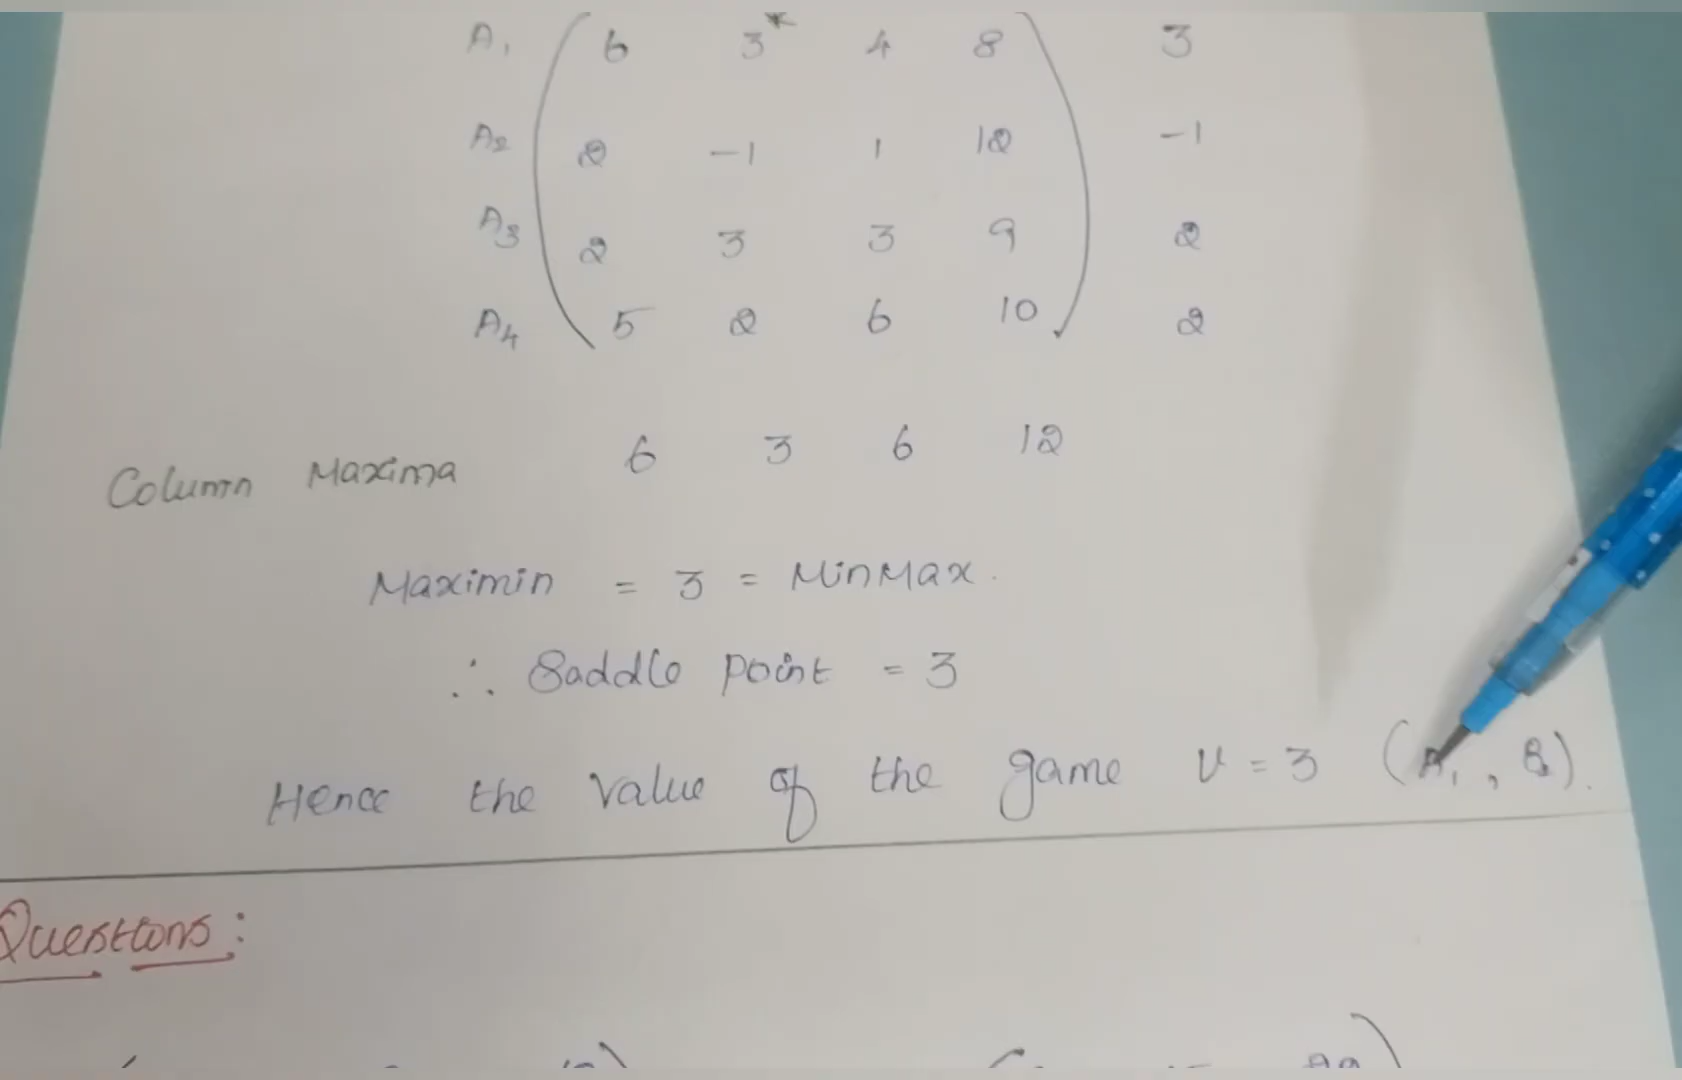 A1 6 3* 4 8 3
A2 2 -1 1 12 -1
A3 2 3 3 9 2
A4 5 2 6 10 2
Column Maxima 6 3 6 12
Maximin = 3 = MinMax.
∴ Saddle point = 3
Hence the value of the game V = 3 (A1, B2).
Questions: